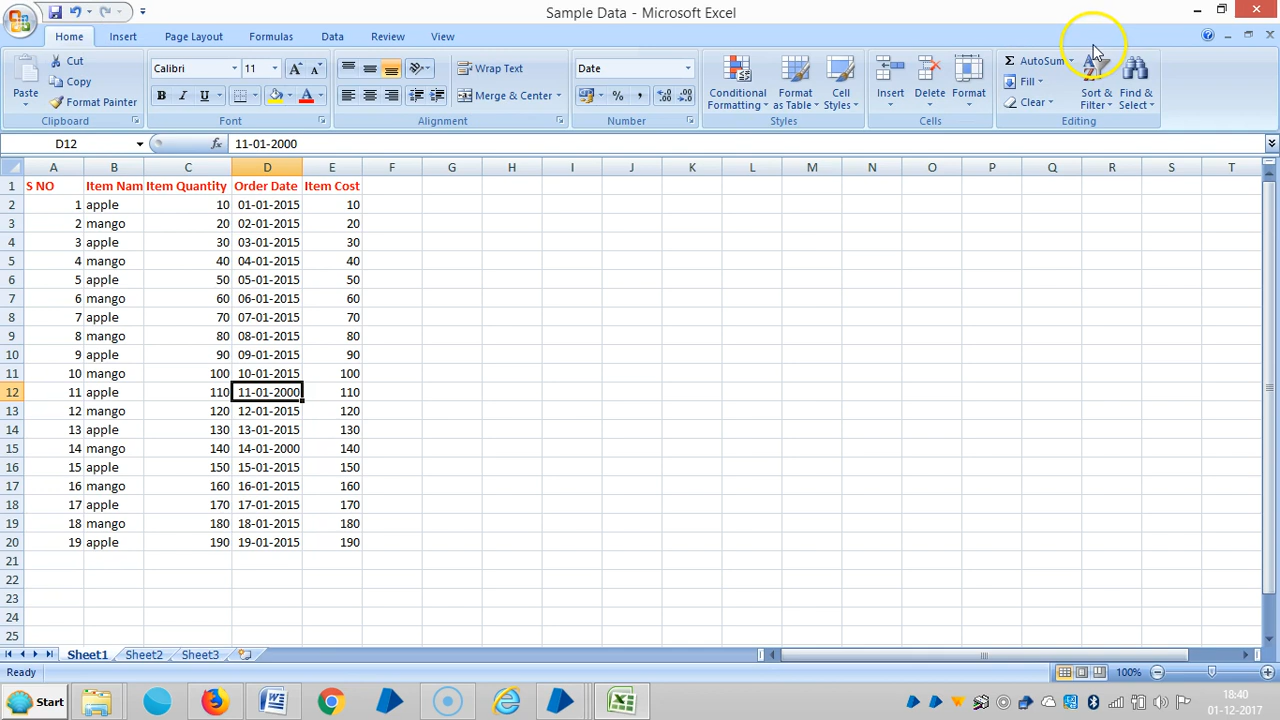 Sample Data - Microsoft Excel
Home Insert Page Layout Formulas Data Review View
Paste Cut Copy Format Painter Clipboard
Calibri 11 A A B I U A Font
Wrap Text Merge & Center Alignment
Date % , Number
Conditional Formatting Format as Table Cell Styles Styles
Insert Delete Format Cells
Σ AutoSum Fill Clear Sort & Filter Find & Select Editing
D12 fx 11-01-2000
A B C D E F G H I J K L M N O P Q R S T
1 S NO Item Nam Item Quantity Order Date Item Cost
2 1 apple 10 01-01-2015 10
3 2 mango 20 02-01-2015 20
4 3 apple 30 03-01-2015 30
5 4 mango 40 04-01-2015 40
6 5 apple 50 05-01-2015 50
7 6 mango 60 06-01-2015 60
8 7 apple 70 07-01-2015 70
9 8 mango 80 08-01-2015 80
10 9 apple 90 09-01-2015 90
11 10 mango 100 10-01-2015 100
12 11 apple 110 11-01-2000 110
13 12 mango 120 12-01-2015 120
14 13 apple 130 13-01-2015 130
15 14 mango 140 14-01-2000 140
16 15 apple 150 15-01-2015 150
17 16 mango 160 16-01-2015 160
18 17 apple 170 17-01-2015 170
19 18 mango 180 18-01-2015 180
20 19 apple 190 19-01-2015 190
21
22
23
24
25
Sheet1 Sheet2 Sheet3
Ready 100%
Start 18:40
01-12-2017